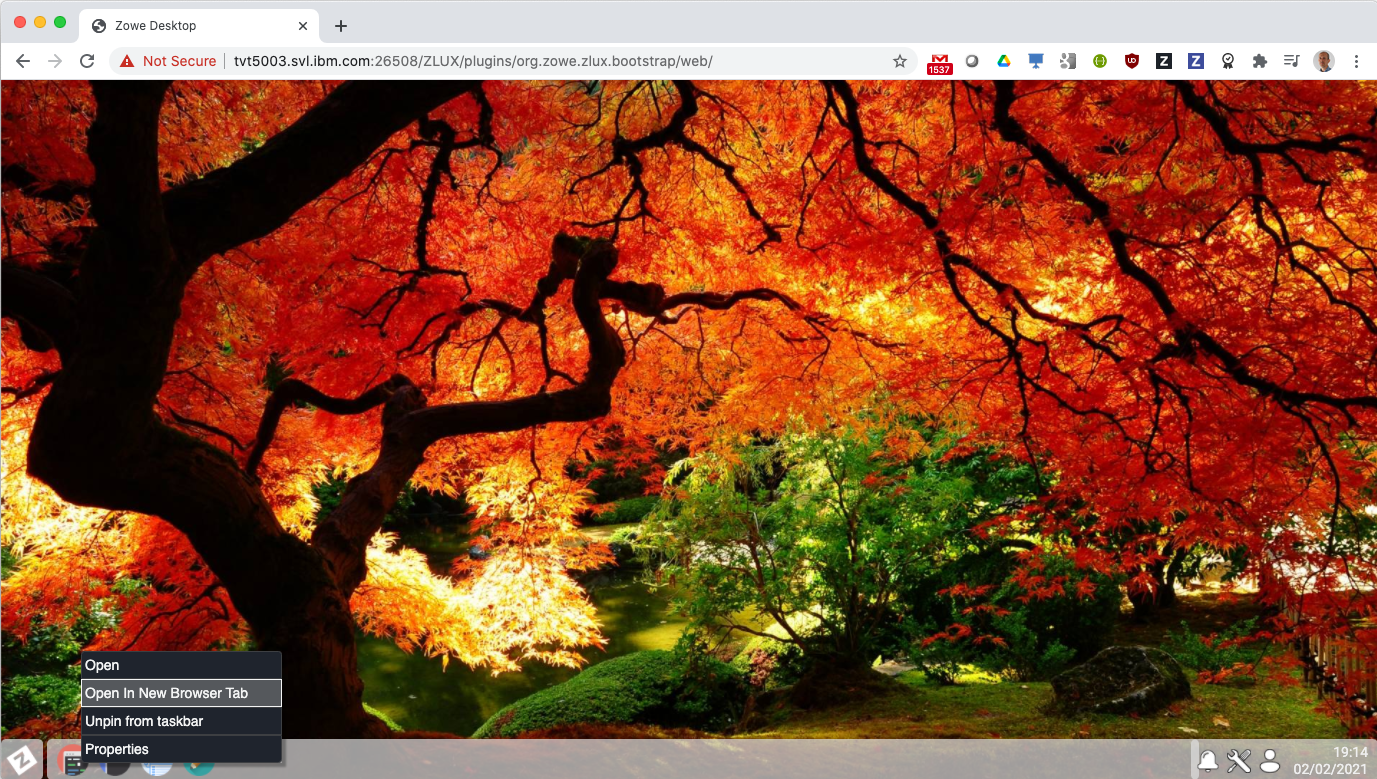 Zowe Desktop
Not Secure
tvt5003.svl.ibm.com:26508/ZLUX/plugins/org.zowe.zlux.bootstrap/web/
1537
Open
Open In New Browser Tab
Unpin from taskbar
Properties
19:14
02/02/2021